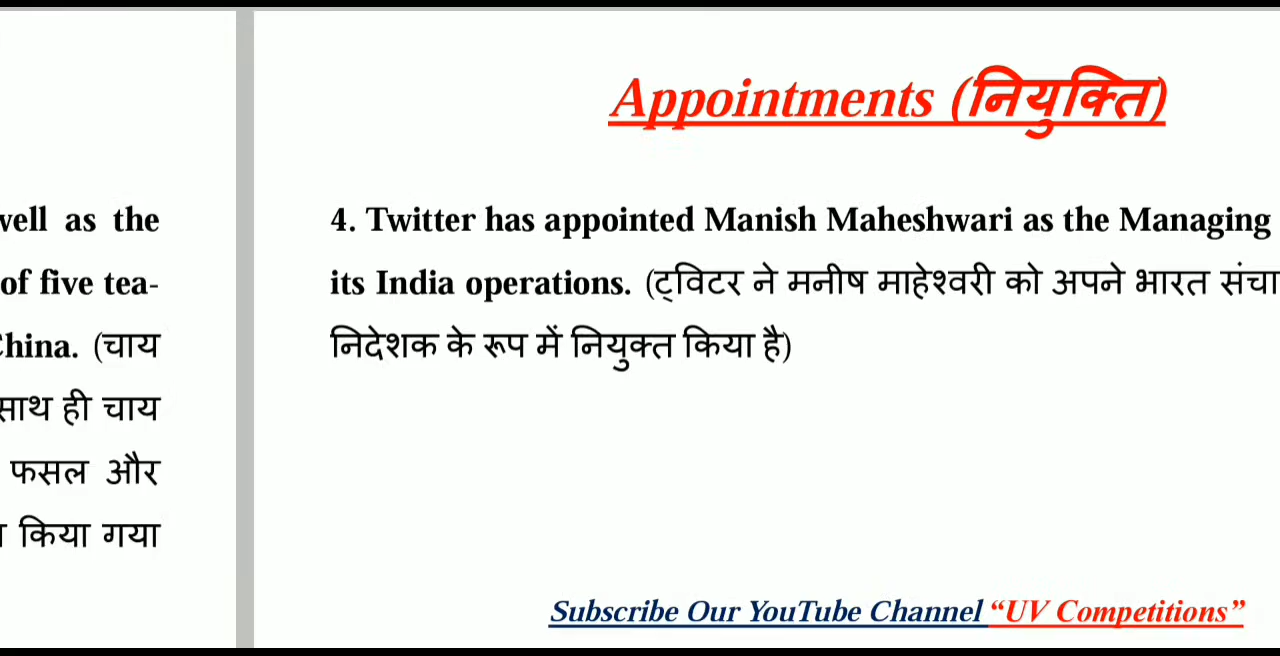 well as the
of five tea-
China. (चाय
साथ ही चाय
फसल और
किया गया
Appointments (नियुक्ति)
4. Twitter has appointed Manish Maheshwari as the Managing
its India operations. (ट्विटर ने मनीष माहेश्वरी को अपने भारत संचा
निदेशक के रूप में नियुक्त किया है)
Subscribe Our YouTube Channel “UV Competitions”